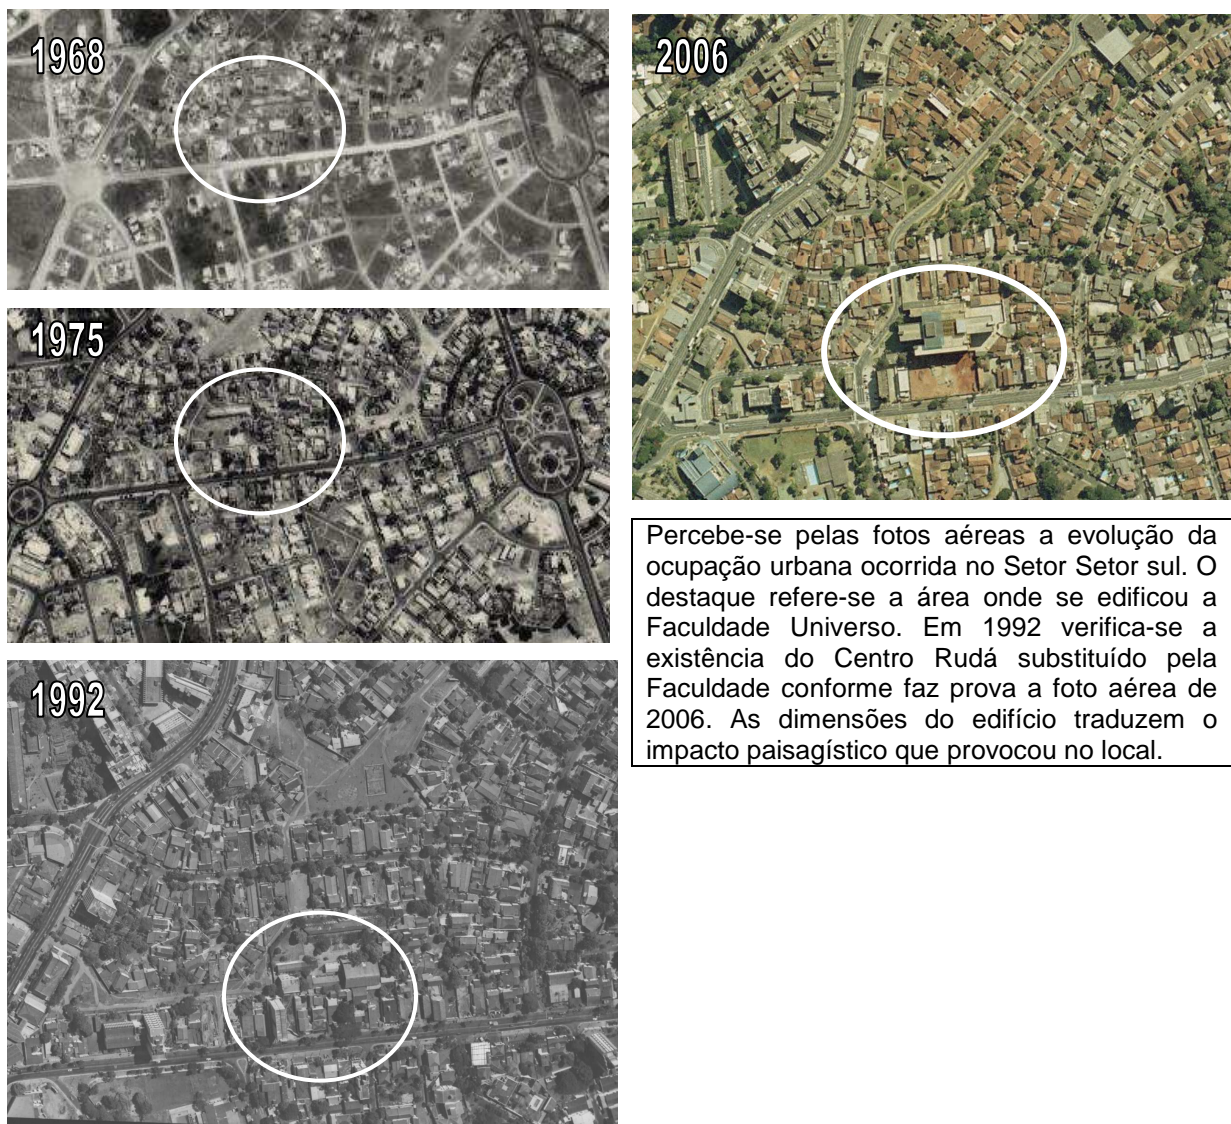 1968
1975
1992
2006
Percebe-se pelas fotos aéreas a evolução da
ocupação urbana ocorrida no Setor Setor sul. O
destaque refere-se a área onde se edificou a
Faculdade Universo. Em 1992 verifica-se a
existência do Centro Rudá substituído pela
Faculdade conforme faz prova a foto aérea de
2006. As dimensões do edifício traduzem o
impacto paisagístico que provocou no local.